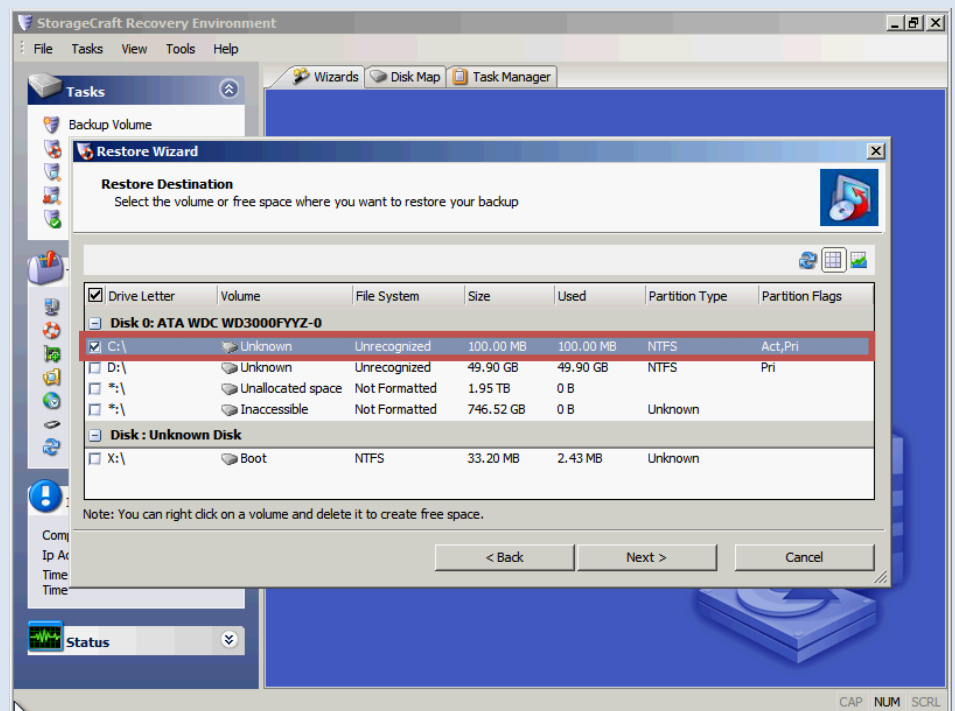 StorageCraft Recovery Environment
File Tasks View Tools Help
Wizards Disk Map Task Manager
Tasks
Backup Volume
Restore Wizard
Restore Destination
Select the volume or free space where you want to restore your backup
Drive Letter Volume File System Size Used Partition Type Partition Flags
Disk 0: ATA WDC WD3000FYYZ-0
C:\ Unknown Unrecognized 100.00 MB 100.00 MB NTFS Act,Pri
D:\ Unknown Unrecognized 49.90 GB 49.90 GB NTFS Pri
*:\ Unallocated space Not Formatted 1.95 TB 0 B
*:\ Inaccessible Not Formatted 746.52 GB 0 B Unknown
Disk : Unknown Disk
X:\ Boot NTFS 33.20 MB 2.43 MB Unknown
Note: You can right click on a volume and delete it to create free space.
< Back Next > Cancel
Ip
Time
Time
Status
CAP NUM SCRL